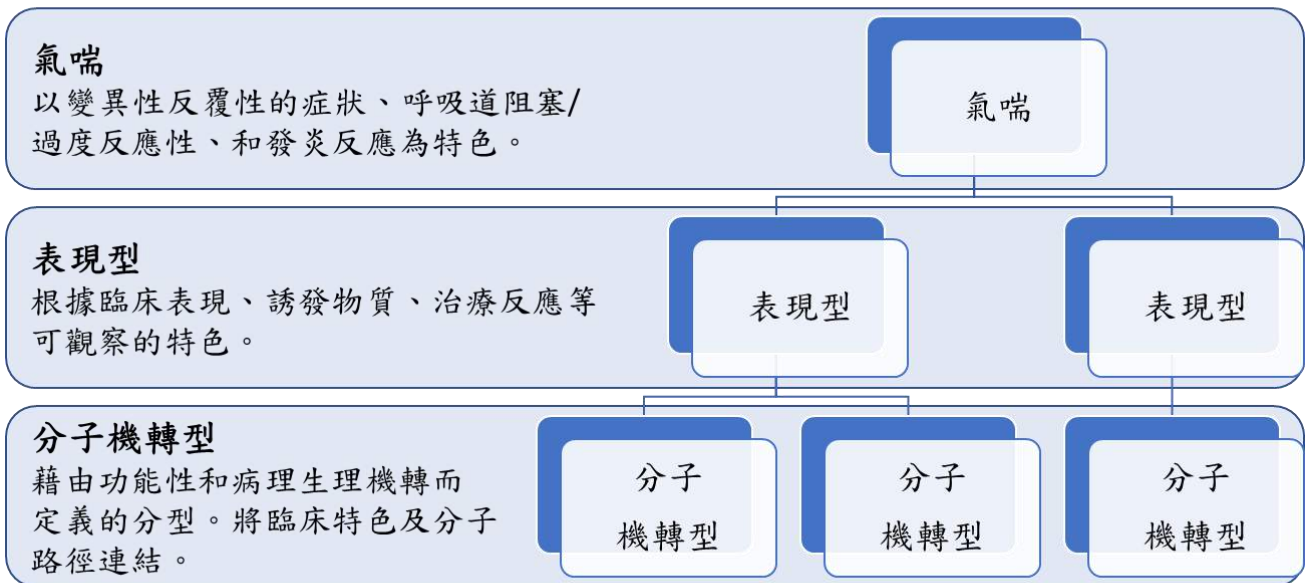 氣喘
以變異性反覆性的症狀、呼吸道阻塞/
過度反應性、和發炎反應為特色。
氣喘
表現型
根據臨床表現、誘發物質、治療反應等
可觀察的特色。
表現型
表現型
分子機轉型
藉由功能性和病理生理機轉而
定義的分型。將臨床特色及分子
路徑連結。
分子
機轉型
分子
機轉型
分子
機轉型